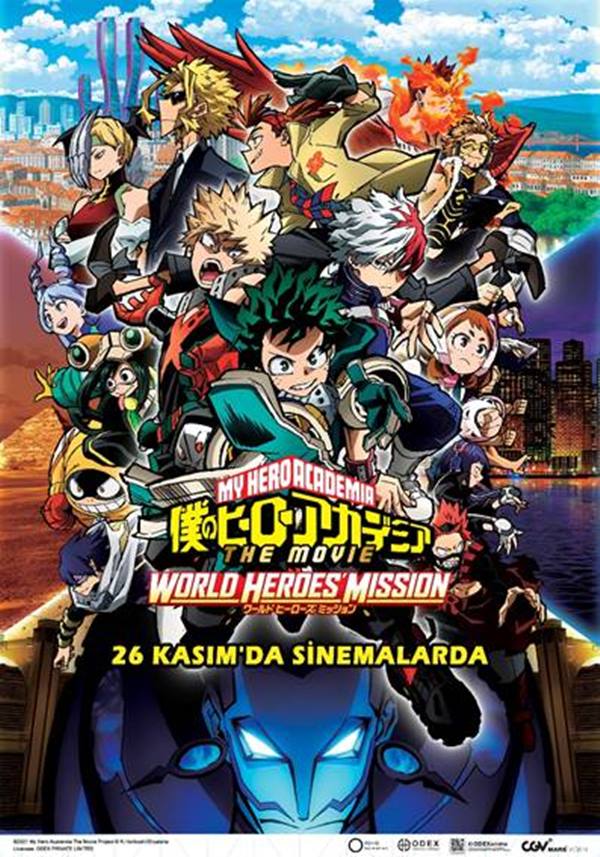 MY HERO ACADEMIA
僕のヒーローアカデミア
THE MOVIE
WORLD HEROES' MISSION
ワールド ヒーローズ ミッション
26 KASIM'DA SİNEMALARDA
ODEX
CGV MARS